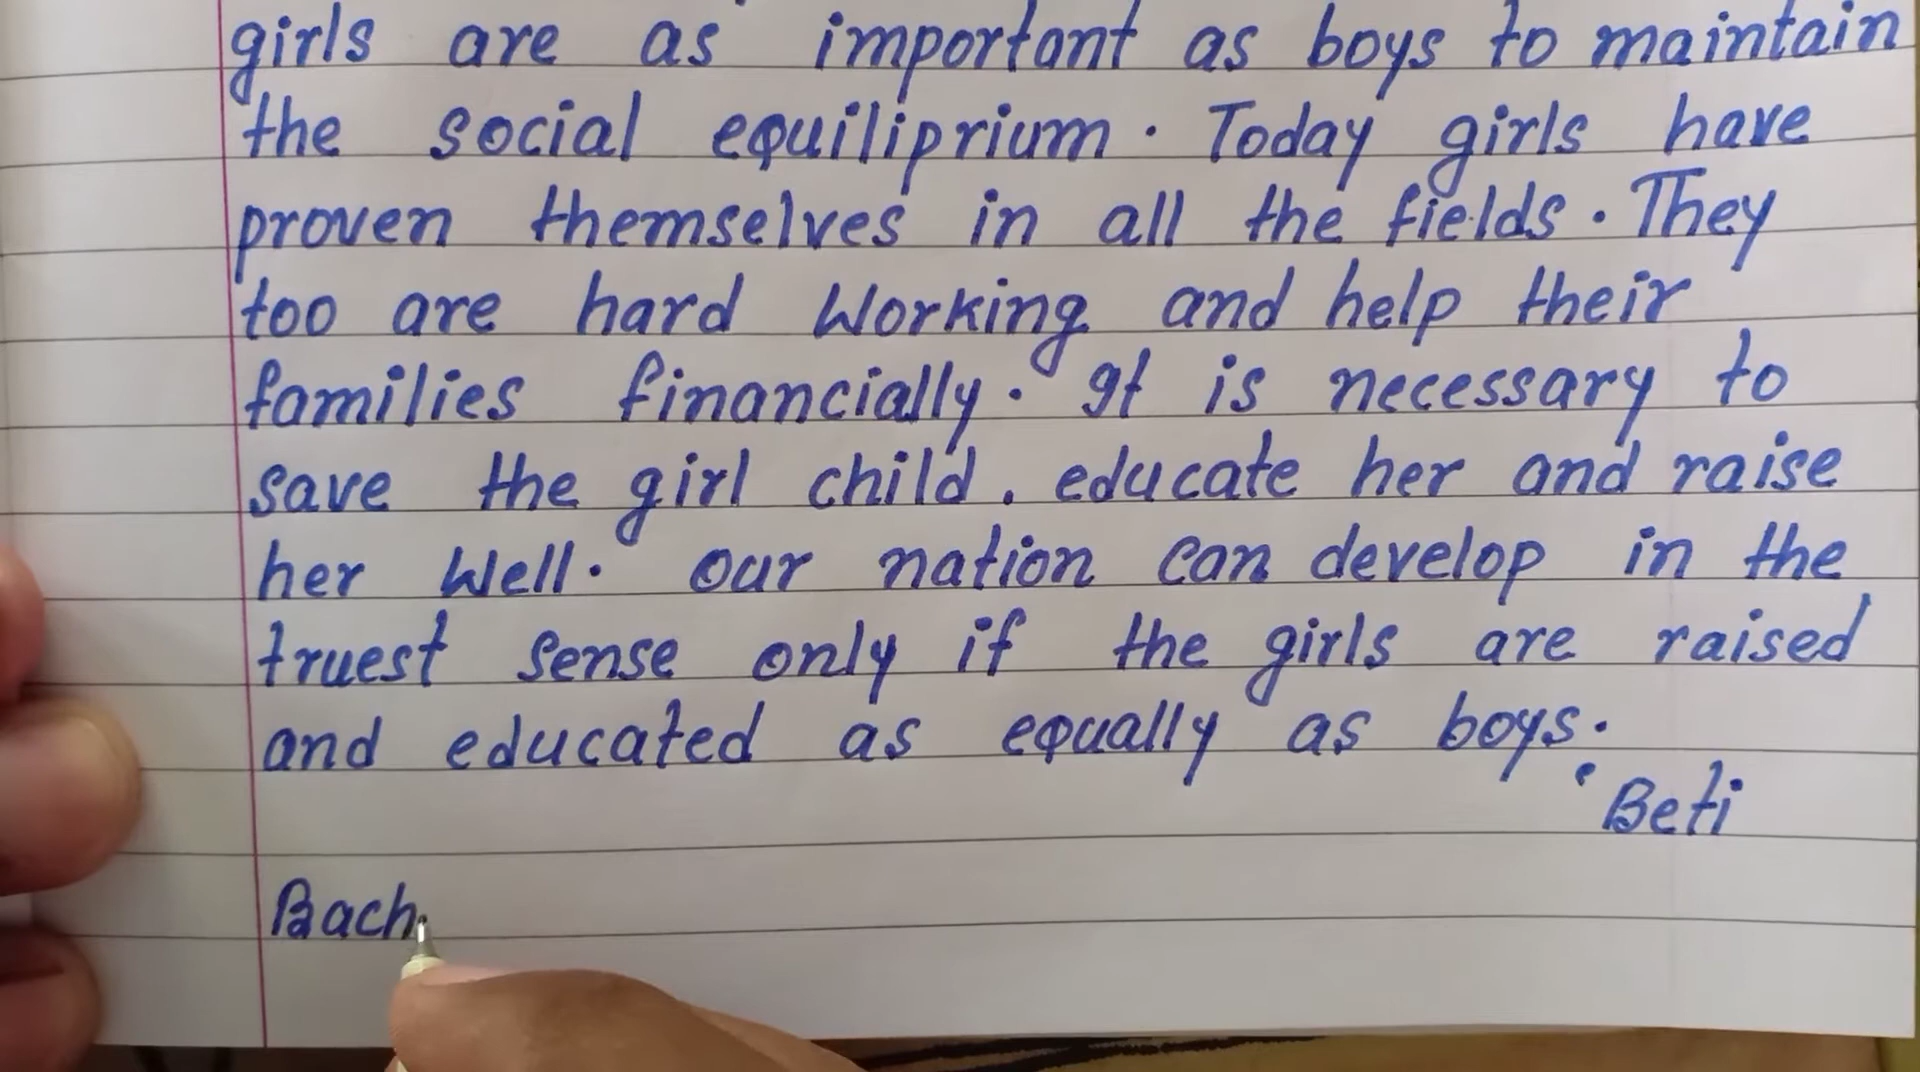 girls are as important as boys to maintain
the social equiliprium. Today girls have
proven themselves in all the fields. They
too are hard Working and help their
families financially. It is necessary to
save the girl child. educate her and raise
her Well. our nation can develop in the
truest sense only if the girls are raised
and educated as equally as boys.
‘Beti
Bach